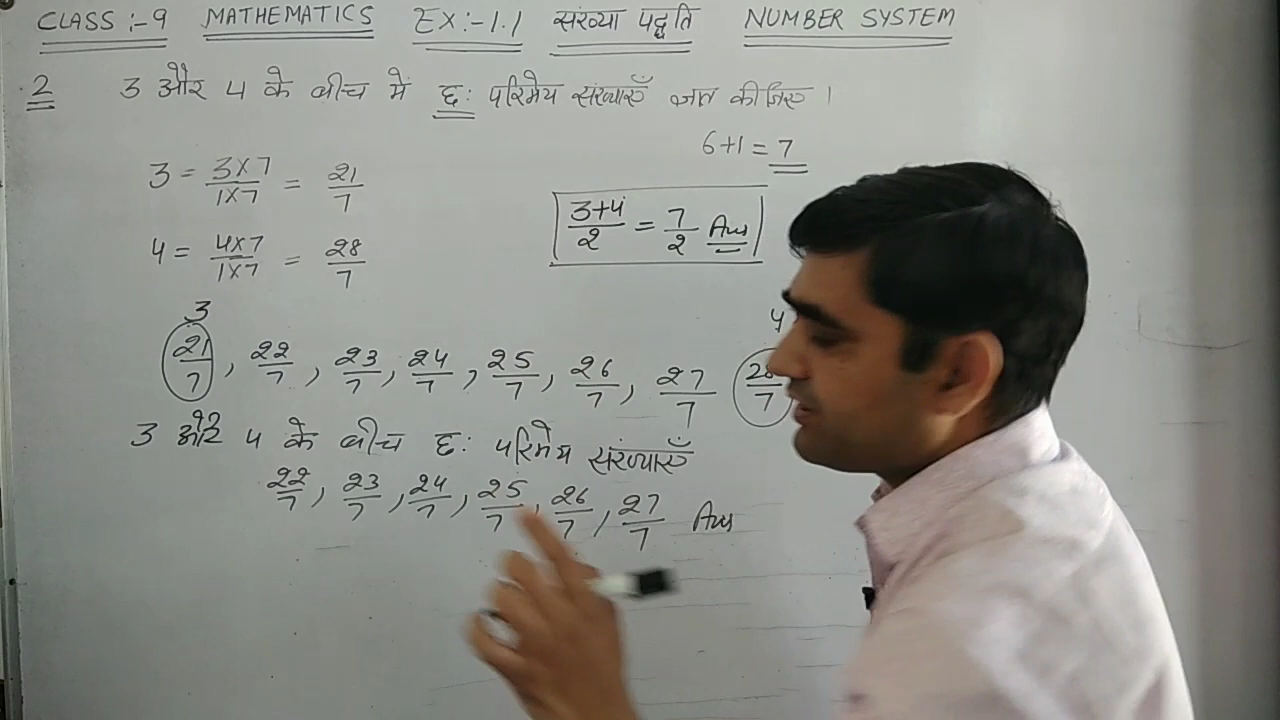 CLASS :- 9 MATHEMATICS EX:-1.1 संख्या पद्धति NUMBER SYSTEM
2 3 और 4 के बीच में छ: परिमेय संख्याएँ ज्ञात कीजिए।
6+1 = 7
3 = 3×7/1×7 = 21/7
3+4/2 = 7/2 Ans
4 = 4×7/1×7 = 28/7
3 4
21/7, 22/7, 23/7, 24/7, 25/7, 26/7, 27/7 28/7
3 और 4 के बीच छ: परिमेय संख्याएँ
22/7, 23/7, 24/7, 25/7, 26/7, 27/7 Ans